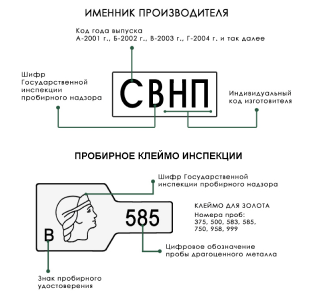 ИМЕННИК ПРОИЗВОДИТЕЛЯ
Код года выпуска
А-2001 г., Б-2002 г., В-2003 г., Г-2004 г. и так далее
Шифр
Государственной
инспекции
пробирного надзора
СВНП
Индивидуальный
код изготовителя
ПРОБИРНОЕ КЛЕЙМО ИНСПЕКЦИИ
Шифр Государственной
инспекции пробирного надзора
585
В
КЛЕЙМО ДЛЯ ЗОЛОТА
Номера проб:
375, 500, 583, 585,
750, 958, 999
Цифровое обозначение
пробы драгоценного металла
Знак пробирного
удостоверения